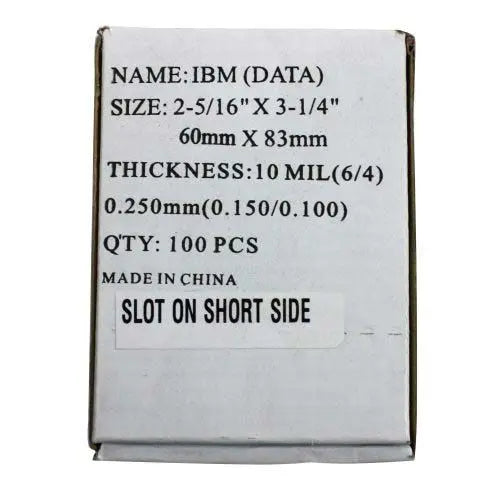 NAME: IBM (DATA)
SIZE: 2-5/16" X 3-1/4"
60mm X 83mm
THICKNESS: 10 MIL(6/4)
0.250mm(0.150/0.100)
QTY: 100 PCS
MADE IN CHINA
SLOT ON SHORT SIDE